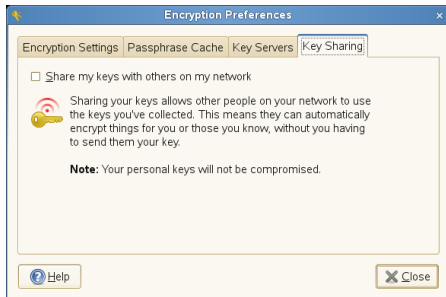 Encryption Preferences
Encryption Settings Passphrase Cache Key Servers Key Sharing
Share my keys with others on my network
Sharing your keys allows other people on your network to use
the keys you've collected. This means they can automatically
encrypt things for you or those you know, without you having
to send them your key.
Note: Your personal keys will not be compromised.
Help Close